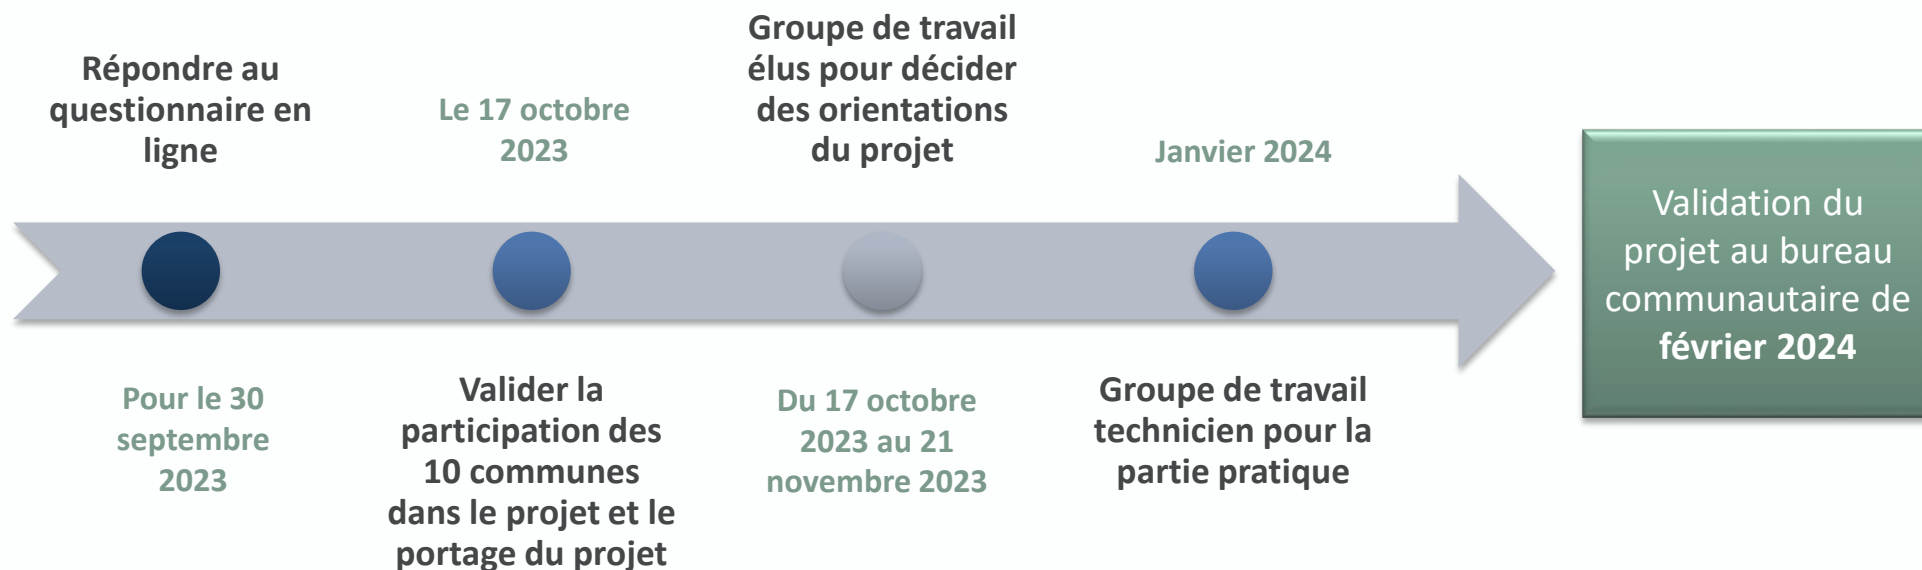 Répondre au
questionnaire en
ligne
Pour le 30
septembre
2023
Le 17 octobre
2023
Valider la
participation des
10 communes
dans le projet et le
portage du projet
Groupe de travail
élus pour décider
des orientations
du projet
Du 17 octobre
2023 au 21
novembre 2023
Janvier 2024
Groupe de travail
technicien pour la
partie pratique
Validation du
projet au bureau
communautaire de
février 2024